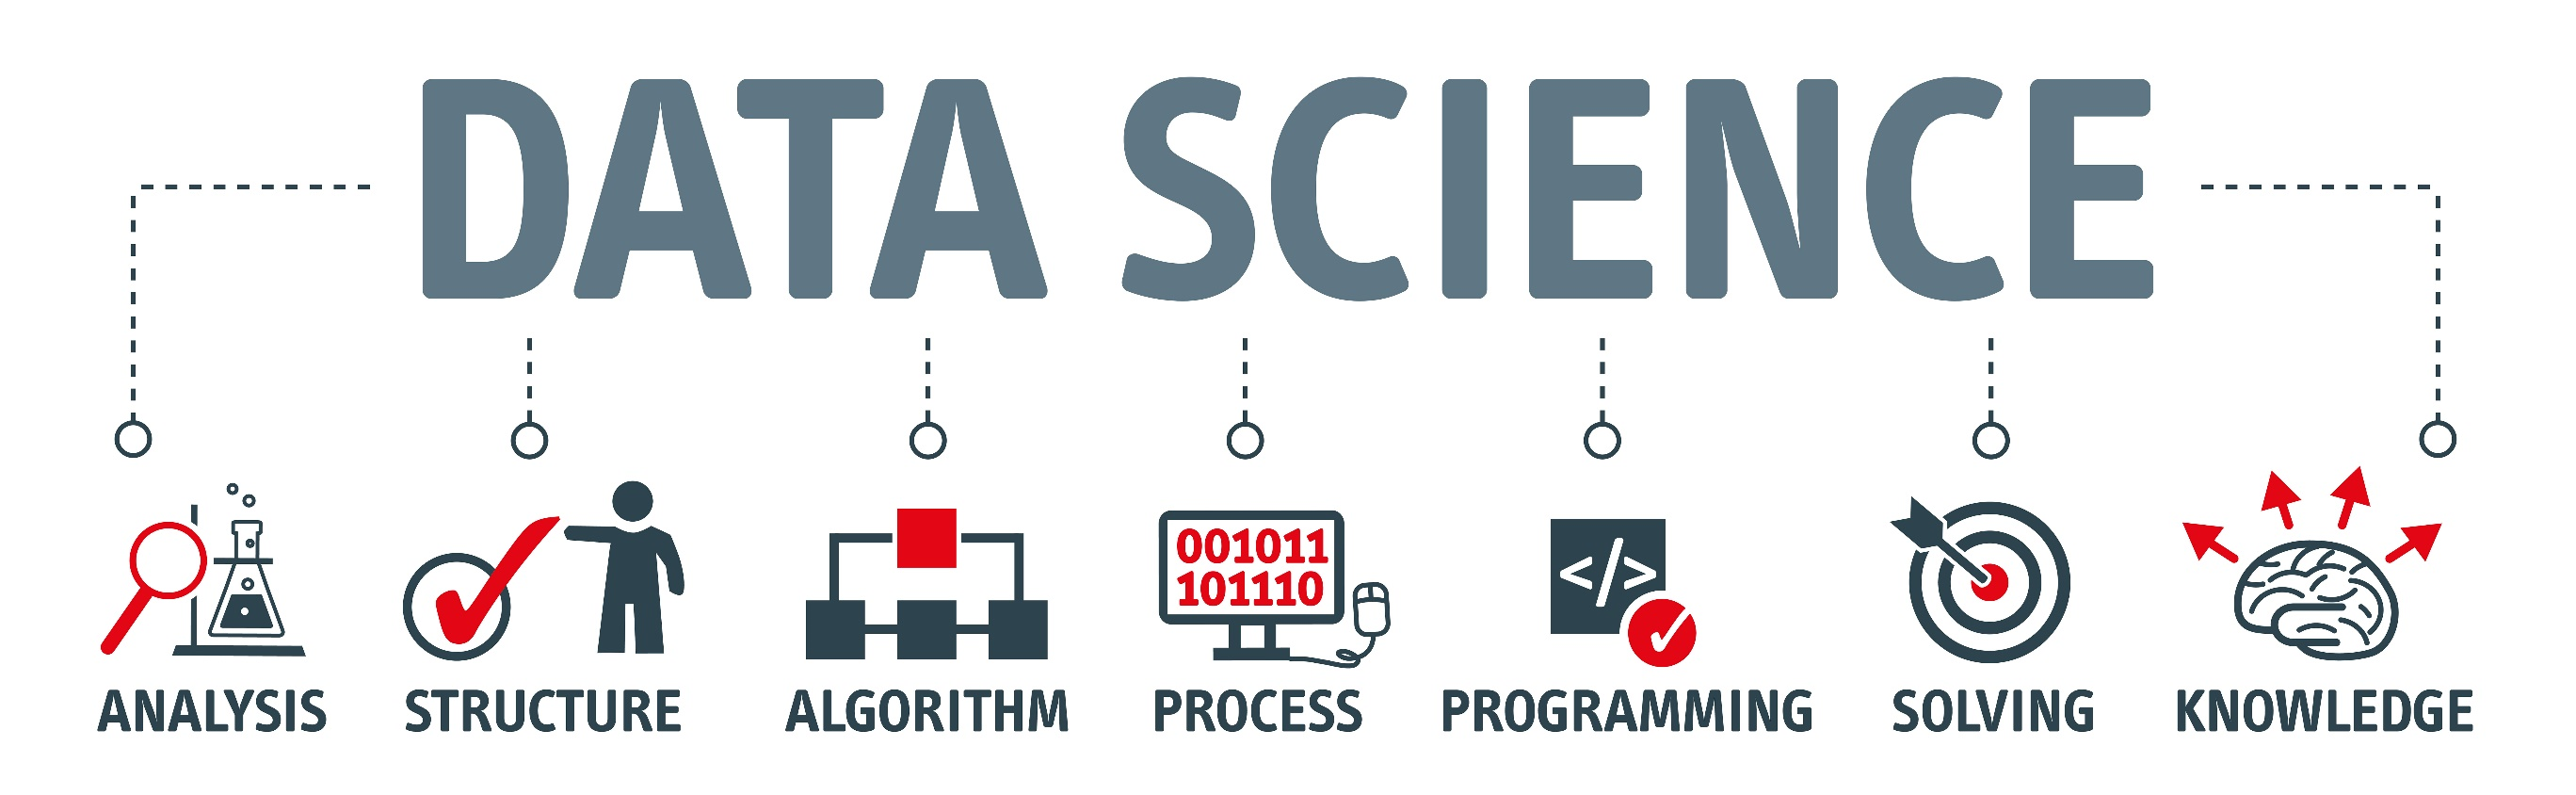 DATA SCIENCE
001011
101110
</>
ANALYSIS STRUCTURE ALGORITHM PROCESS PROGRAMMING SOLVING KNOWLEDGE